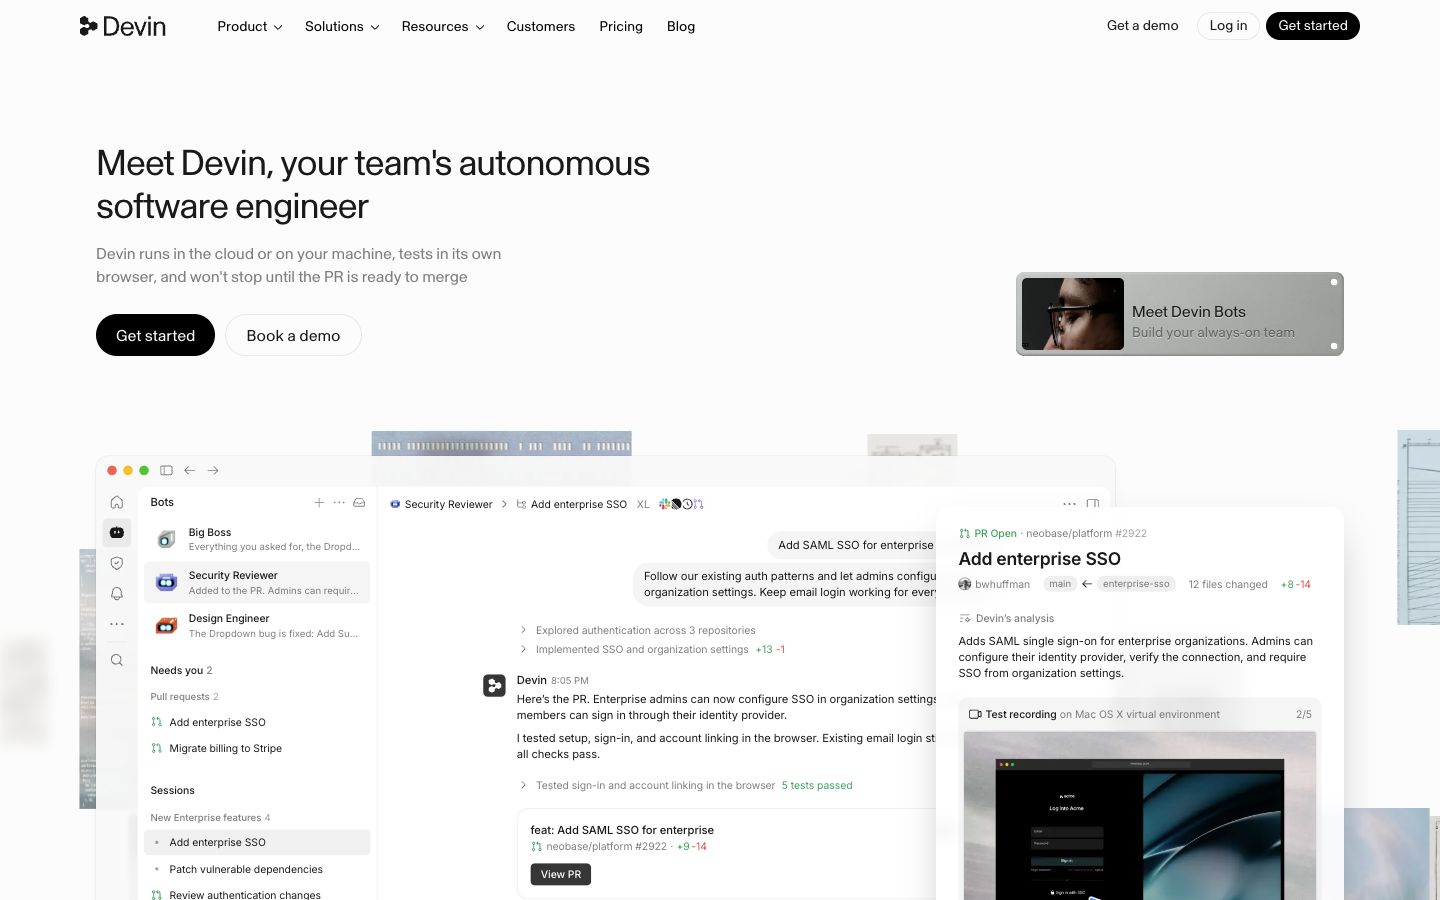 Devin
Product
Solutions
Resources
Customers
Pricing
Blog
Get a demo
Log in
Get started
Meet Devin, your team's autonomous
software engineer
Devin runs in the cloud or on your machine, tests in its own
browser, and won't stop until the PR is ready to merge
Get started
Book a demo
Meet Devin Bots
Build your always-on team
Bots
Big Boss
Everything you asked for, the Dropd...
Security Reviewer
Added to the PR. Admins can requir...
Design Engineer
The Dropdown bug is fixed: Add Su...
Needs you 2
Pull requests 2
Add enterprise SSO
Migrate billing to Stripe
Sessions
New Enterprise features 4
Add enterprise SSO
Patch vulnerable dependencies
Review authentication changes
Security Reviewer
Add enterprise SSO
XL
Add SAML SSO for enterprise
Follow our existing auth patterns and let admins
organization settings. Keep email login working for
Explored authentication across 3 repositories
Implemented SSO and organization settings +13 -1
Devin 8:05 PM
Here's the PR. Enterprise admins can now configure SSO in organization settings
members can sign in through their identity provider.
I tested setup, sign-in, and account linking in the browser. Existing email login
all checks pass.
Tested sign-in and account linking in the browser 5 tests passed
feat: Add SAML SSO for enterprise
neobase/platform #2922 · +9 -14
View PR
PR Open · neobase/platform #2922
Add enterprise SSO
bwhuffman
main
enterprise-sso
12 files changed
+8 -14
Devin's analysis
Adds SAML single sign-on for enterprise organizations. Admins can
configure their identity provider, verify the connection, and require
SSO from organization settings.
Test recording on Mac OS X virtual environment
2/5
acme
Log into Acme
Email
Password
Sign in
Sign in with SSO